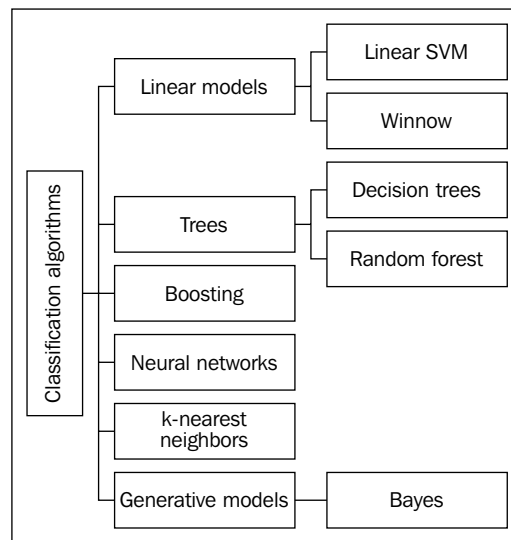 Classification algorithms
Linear models
Linear SVM
Winnow
Trees
Decision trees
Random forest
Boosting
Neural networks
k-nearest
neighbors
Generative models
Bayes